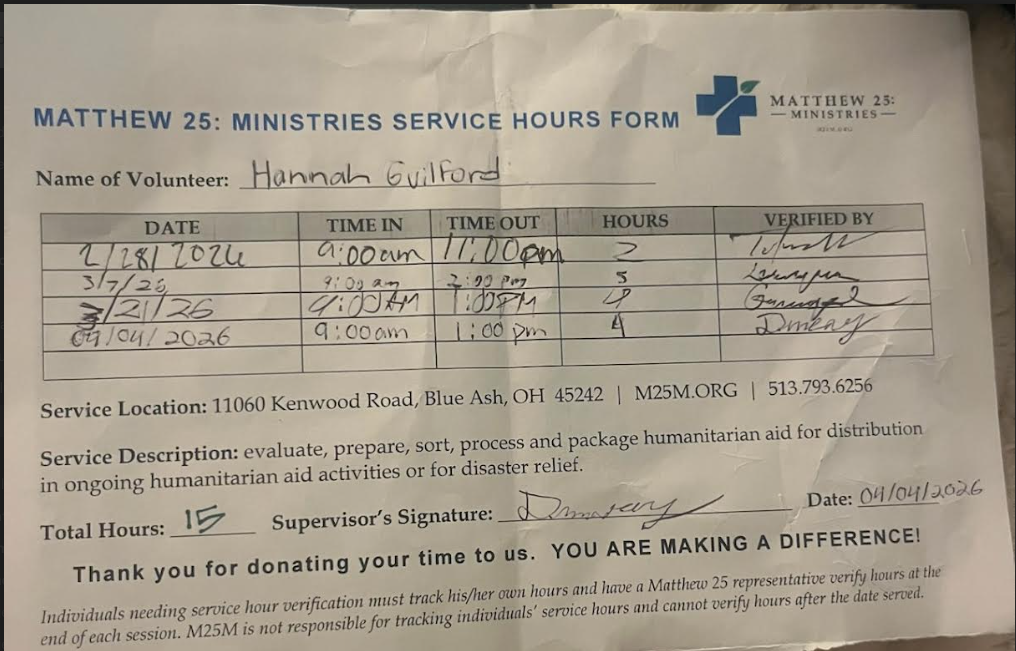 MATTHEW 25: MINISTRIES SERVICE HOURS FORM
MATTHEW 25:
MINISTRIES
M25M.ORG
Name of Volunteer: Hannah Guilford
DATE TIME IN TIME OUT HOURS VERIFIED BY
2/28/2026 9:00am 11:00pm 2
3/7/26 9:00 am 2:00 pm 5
3/21/26 9:00AM 1:00PM 4
04/04/2026 9:00am 1:00 pm 4
Service Location: 11060 Kenwood Road, Blue Ash, OH 45242 | M25M.ORG | 513.793.6256
Service Description: evaluate, prepare, sort, process and package humanitarian aid for distribution
in ongoing humanitarian aid activities or for disaster relief.
Total Hours: 15 Supervisor's Signature: Date: 04/04/2026
Thank you for donating your time to us. YOU ARE MAKING A DIFFERENCE!
Individuals needing service hour verification must track his/her own hours and have a Matthew 25 representative verify hours at the
end of each session. M25M is not responsible for tracking individuals' service hours and cannot verify hours after the date served.